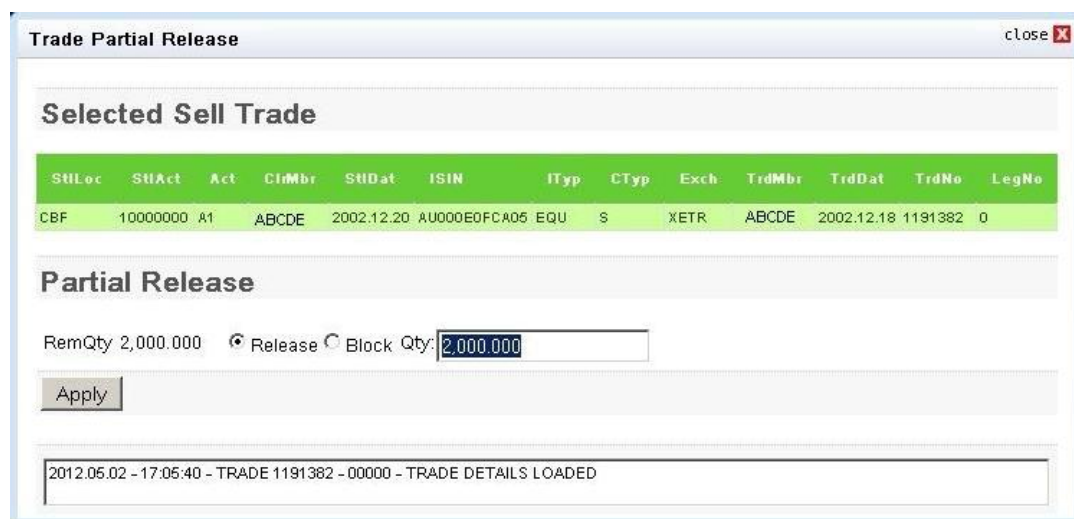 Trade Partial Release close X
Selected Sell Trade
StlLoc StlAct Act ClrMbr StlDat ISIN ITyp CTyp Exch TrdMbr TrdDat TrdNo LegNo
CBF 10000000 A1 ABCDE 2002.12.20 AU000E0FCA05 EQU S XETR ABCDE 2002.12.18 1191382 0
Partial Release
RemQty 2,000.000 Release Block Qty: 2,000.000
Apply
2012.05.02 - 17:05:40 - TRADE 1191382 - 00000 - TRADE DETAILS LOADED